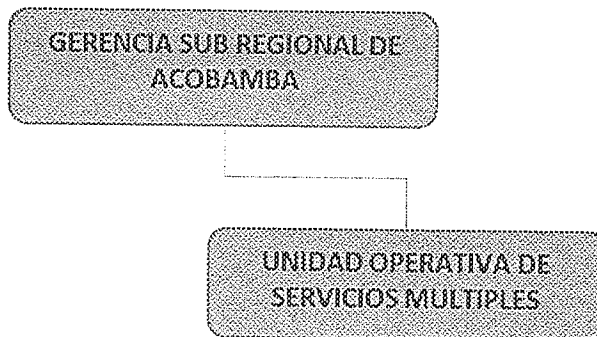 GERENCIA SUB REGIONAL DE
ACOBAMBA
UNIDAD OPERATIVA DE
SERVICIOS MULTIPLES